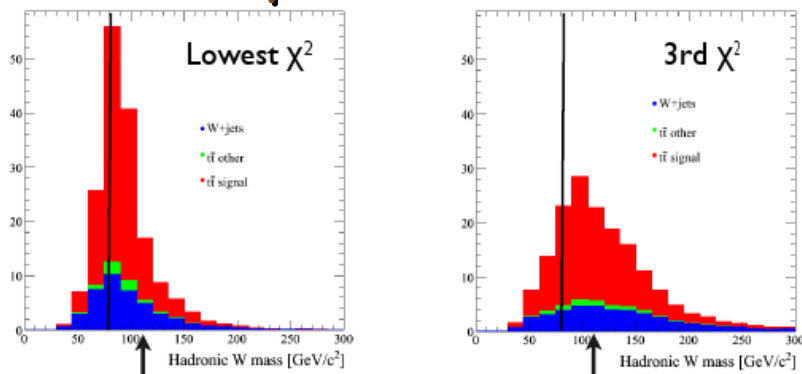 Lowest χ²
50
40
30
20
10
0
W+jets
tt̄ other
tt̄ signal
0 50 100 150 200 250 300
Hadronic W mass [GeV/c²]
3rd χ²
50
40
30
20
10
0
W+jets
tt̄ other
tt̄ signal
0 50 100 150 200 250 300
Hadronic W mass [GeV/c²]